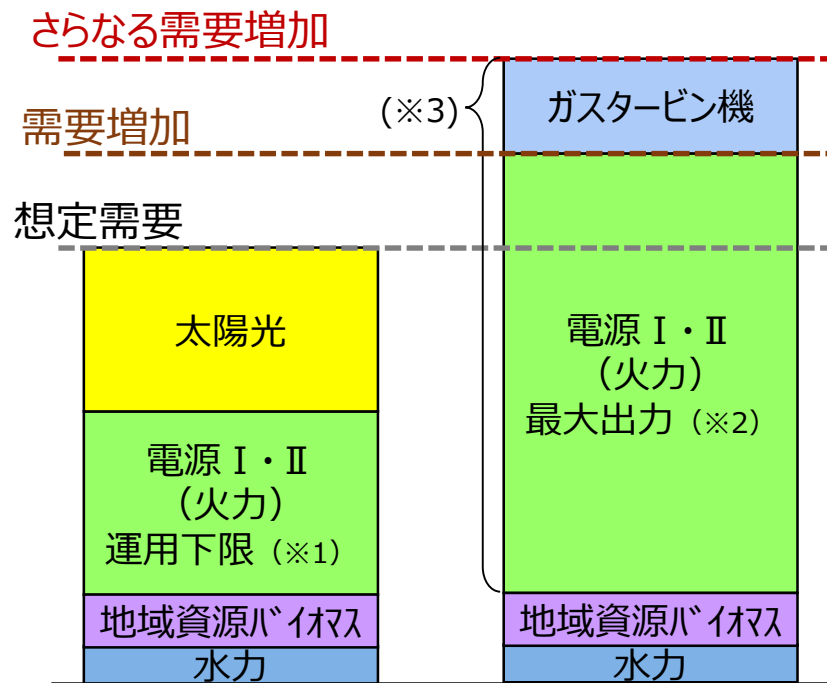 さらなる需要増加
需要増加
想定需要
(※3)
太陽光
電源Ⅰ・Ⅱ
（火力）
運用下限（※1）
地域資源ﾊﾞｲｵﾏｽ
水力
ガスタービン機
電源Ⅰ・Ⅱ
（火力）
最大出力（※2）
地域資源ﾊﾞｲｵﾏｽ
水力